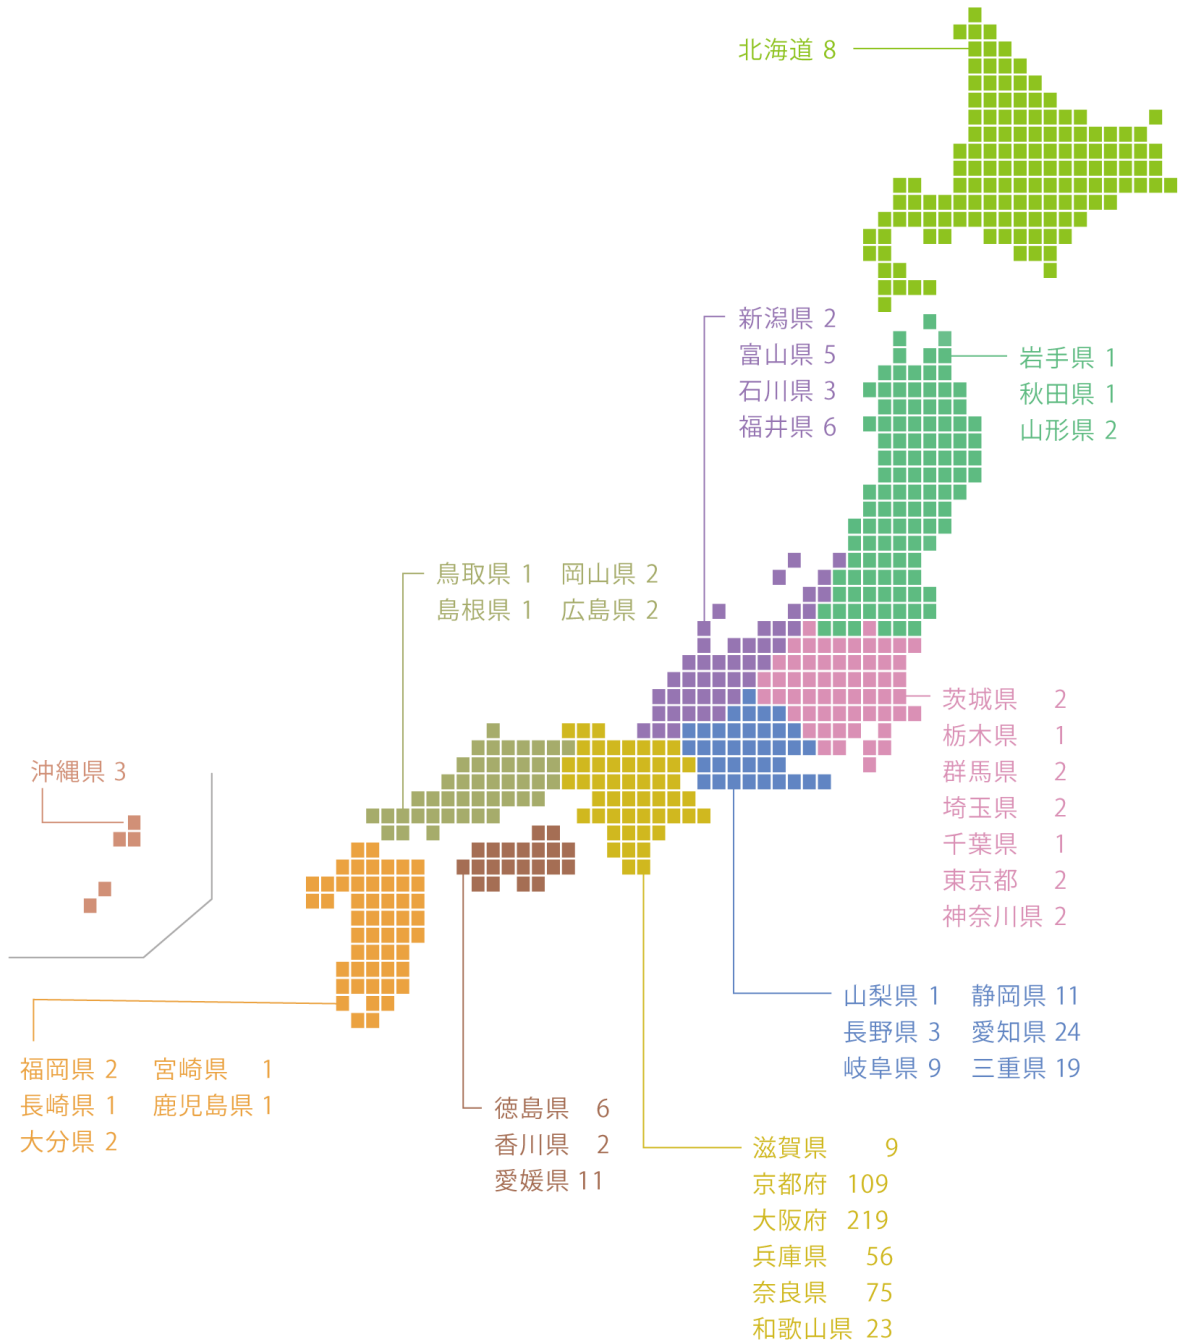 北海道 8
新潟県 2
富山県 5
石川県 3
福井県 6
岩手県 1
秋田県 1
山形県 2
鳥取県 1 岡山県 2
島根県 1 広島県 2
茨城県 2
栃木県 1
群馬県 2
埼玉県 2
千葉県 1
東京都 2
神奈川県 2
沖縄県 3
山梨県 1 静岡県 11
長野県 3 愛知県 24
岐阜県 9 三重県 19
福岡県 2 宮崎県 1
長崎県 1 鹿児島県 1
大分県 2
徳島県 6
香川県 2
愛媛県 11
滋賀県 9
京都府 109
大阪府 219
兵庫県 56
奈良県 75
和歌山県 23